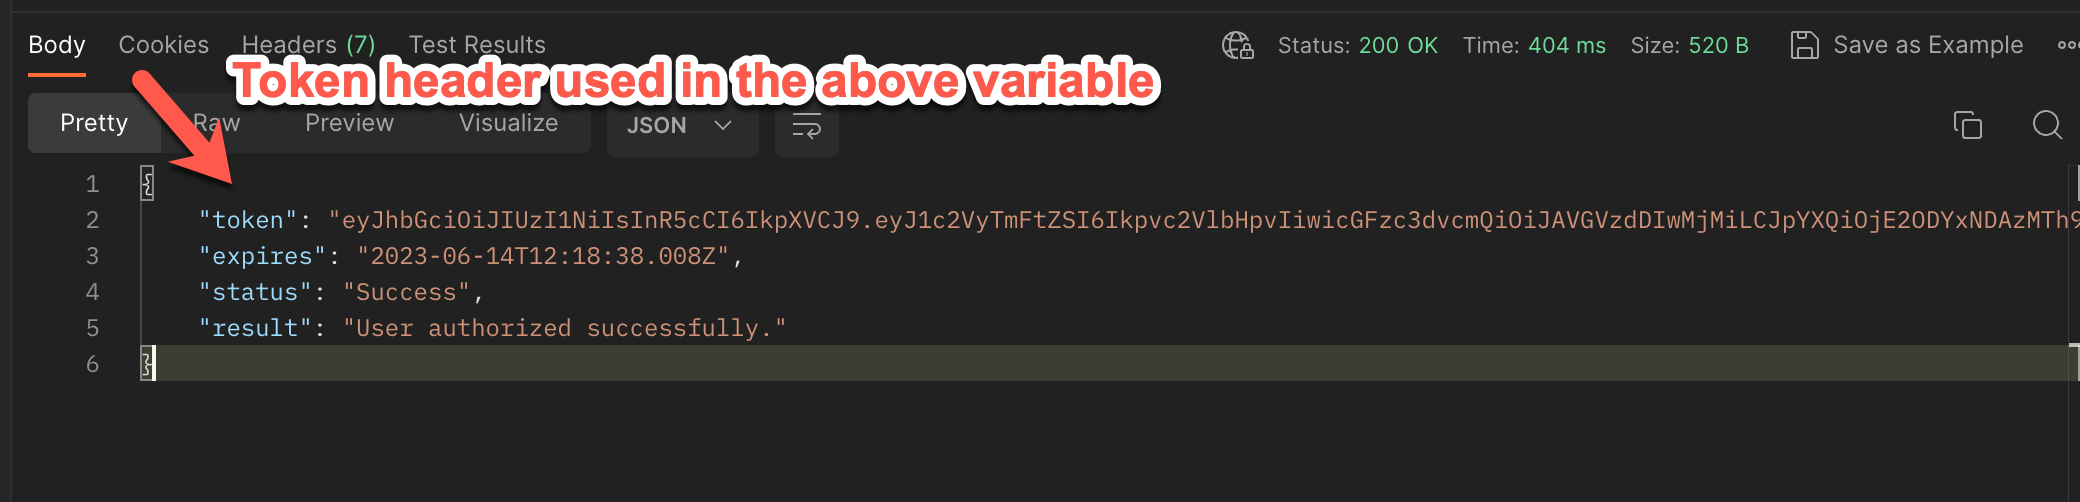 Body Cookies Headers (7) Test Results Status: 200 OK Time: 404 ms Size: 520 B Save as Example
Token header used in the above variable
Pretty Raw Preview Visualize JSON
1 {
2 "token": "eyJhbGciOiJIUzI1NiIsInR5cCI6IkpXVCJ9.eyJ1c2VyTmFtZSI6Ikpvc2VlbHpvIiwicGFzc3dvcmQiOiJAVGVzdDIwMjMiLCJpYXQiOjE2ODYxNDAzMTh9
3 "expires": "2023-06-14T12:18:38.008Z",
4 "status": "Success",
5 "result": "User authorized successfully."
6 }